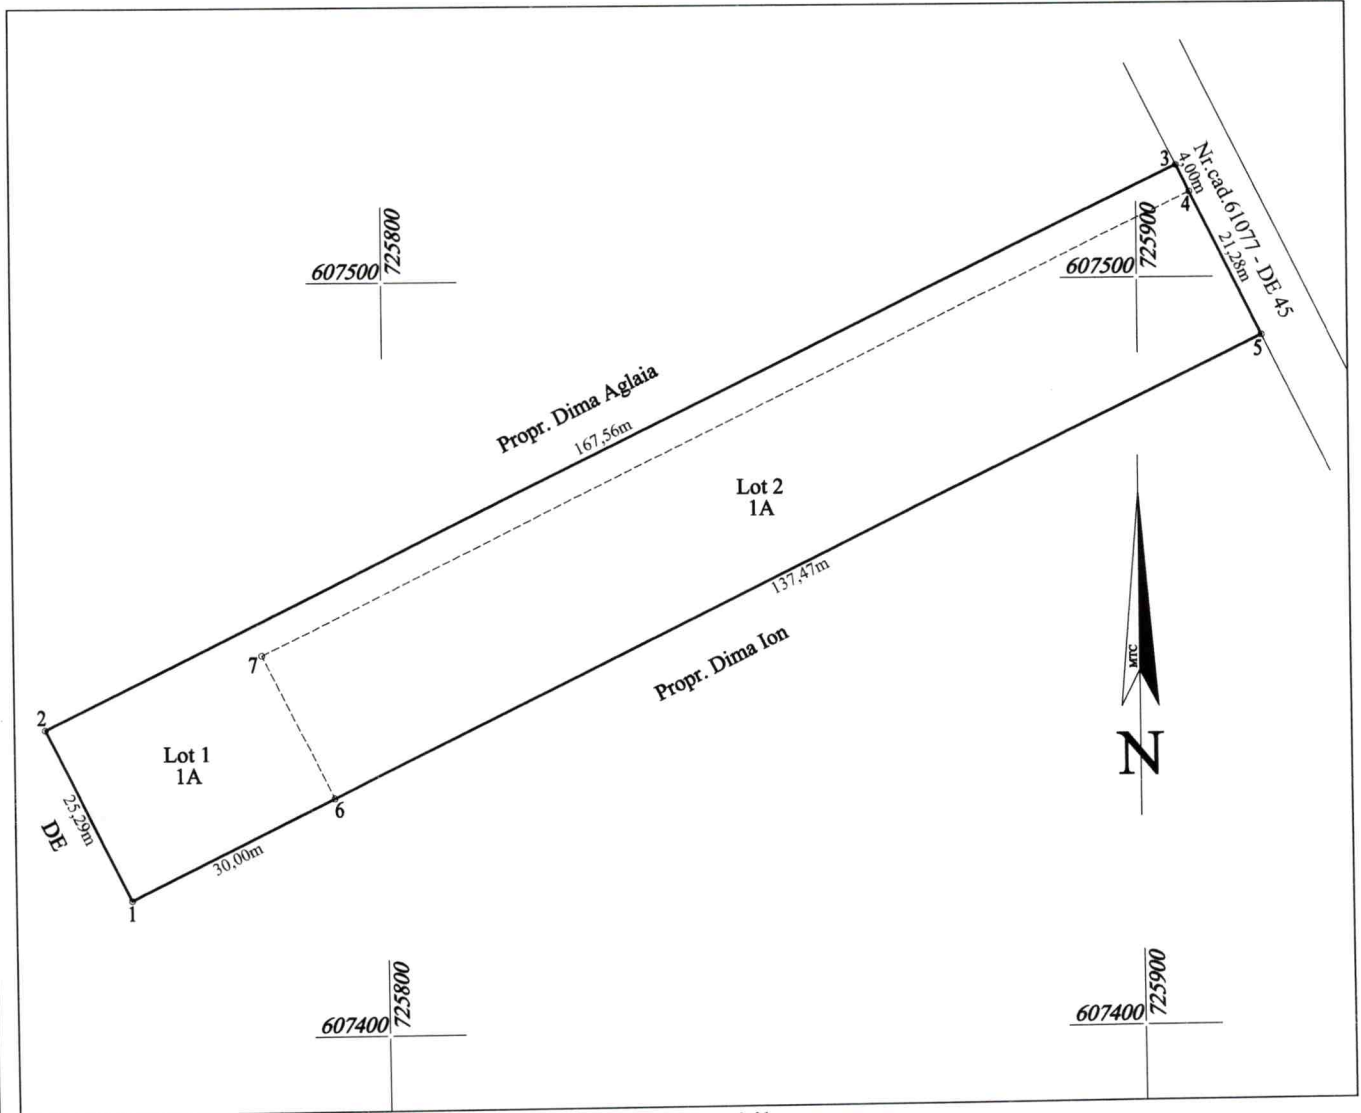 3
4,00m
Nr.cad.61077 - DE 45
4
21,28m
725800
607500
725900
607500
5
Propr. Dima Aglaia
167,56m
Lot 2
1A
137,47m
Propr. Dima Ion
MTC
N
7
2
Lot 1
1A
25,29m
DE
6
30,00m
1
725800
607400
725900
607400